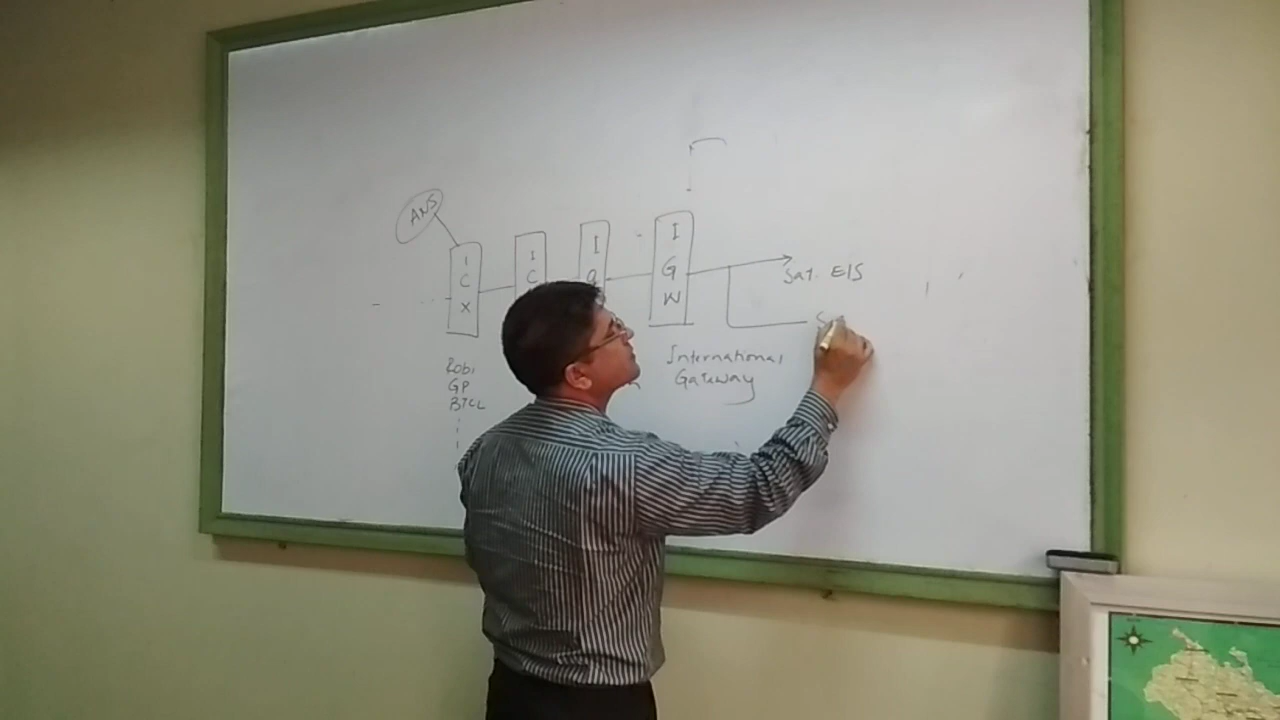 ANS
I
C
X
I
C
I
I
G
W
Sat. E/S
Robi
GP
BTCL
International
Gateway